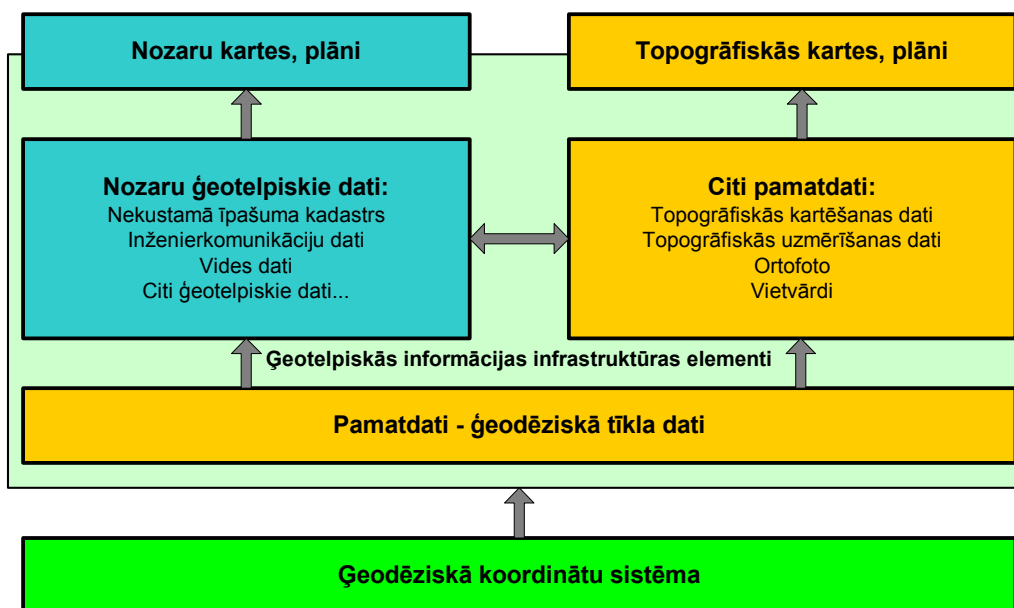 Nozaru kartes, plāni
Topogrāfiskās kartes, plāni
Nozaru ģeotelpiskie dati:
Nekustamā īpašuma kadastrs
Inženierkomunikāciju dati
Vides dati
Citi ģeotelpiskie dati...
Citi pamatdati:
Topogrāfiskās kartēšanas dati
Topogrāfiskās uzmērīšanas dati
Ortofoto
Vietvārdi
Ģeotelpiskās informācijas infrastruktūras elementi
Pamatdati - ģeodēziskā tīkla dati
Ģeodēziskā koordinātu sistēma